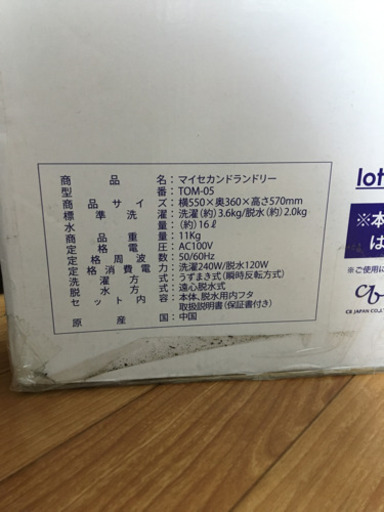 商品名：マイセカンドランドリー
型番：TOM-05
商品サイズ：横550×奥360×高さ570mm
標準洗濯：洗濯(約)3.6kg/脱水(約)2.0kg
水量：(約)16ℓ
商品重量：11Kg
定格電圧：AC100V
定格周波数：50/60Hz
定格消費電力：洗濯240W/脱水120W
洗濯方式：うずまき式(瞬時反転方式)
脱水方式：遠心脱水式
セット内容：本体、脱水用内フタ
取扱説明書(保証書付き)
原産国：中国
lot
※本
は
※ご使用に
CB JAPAN CO.,